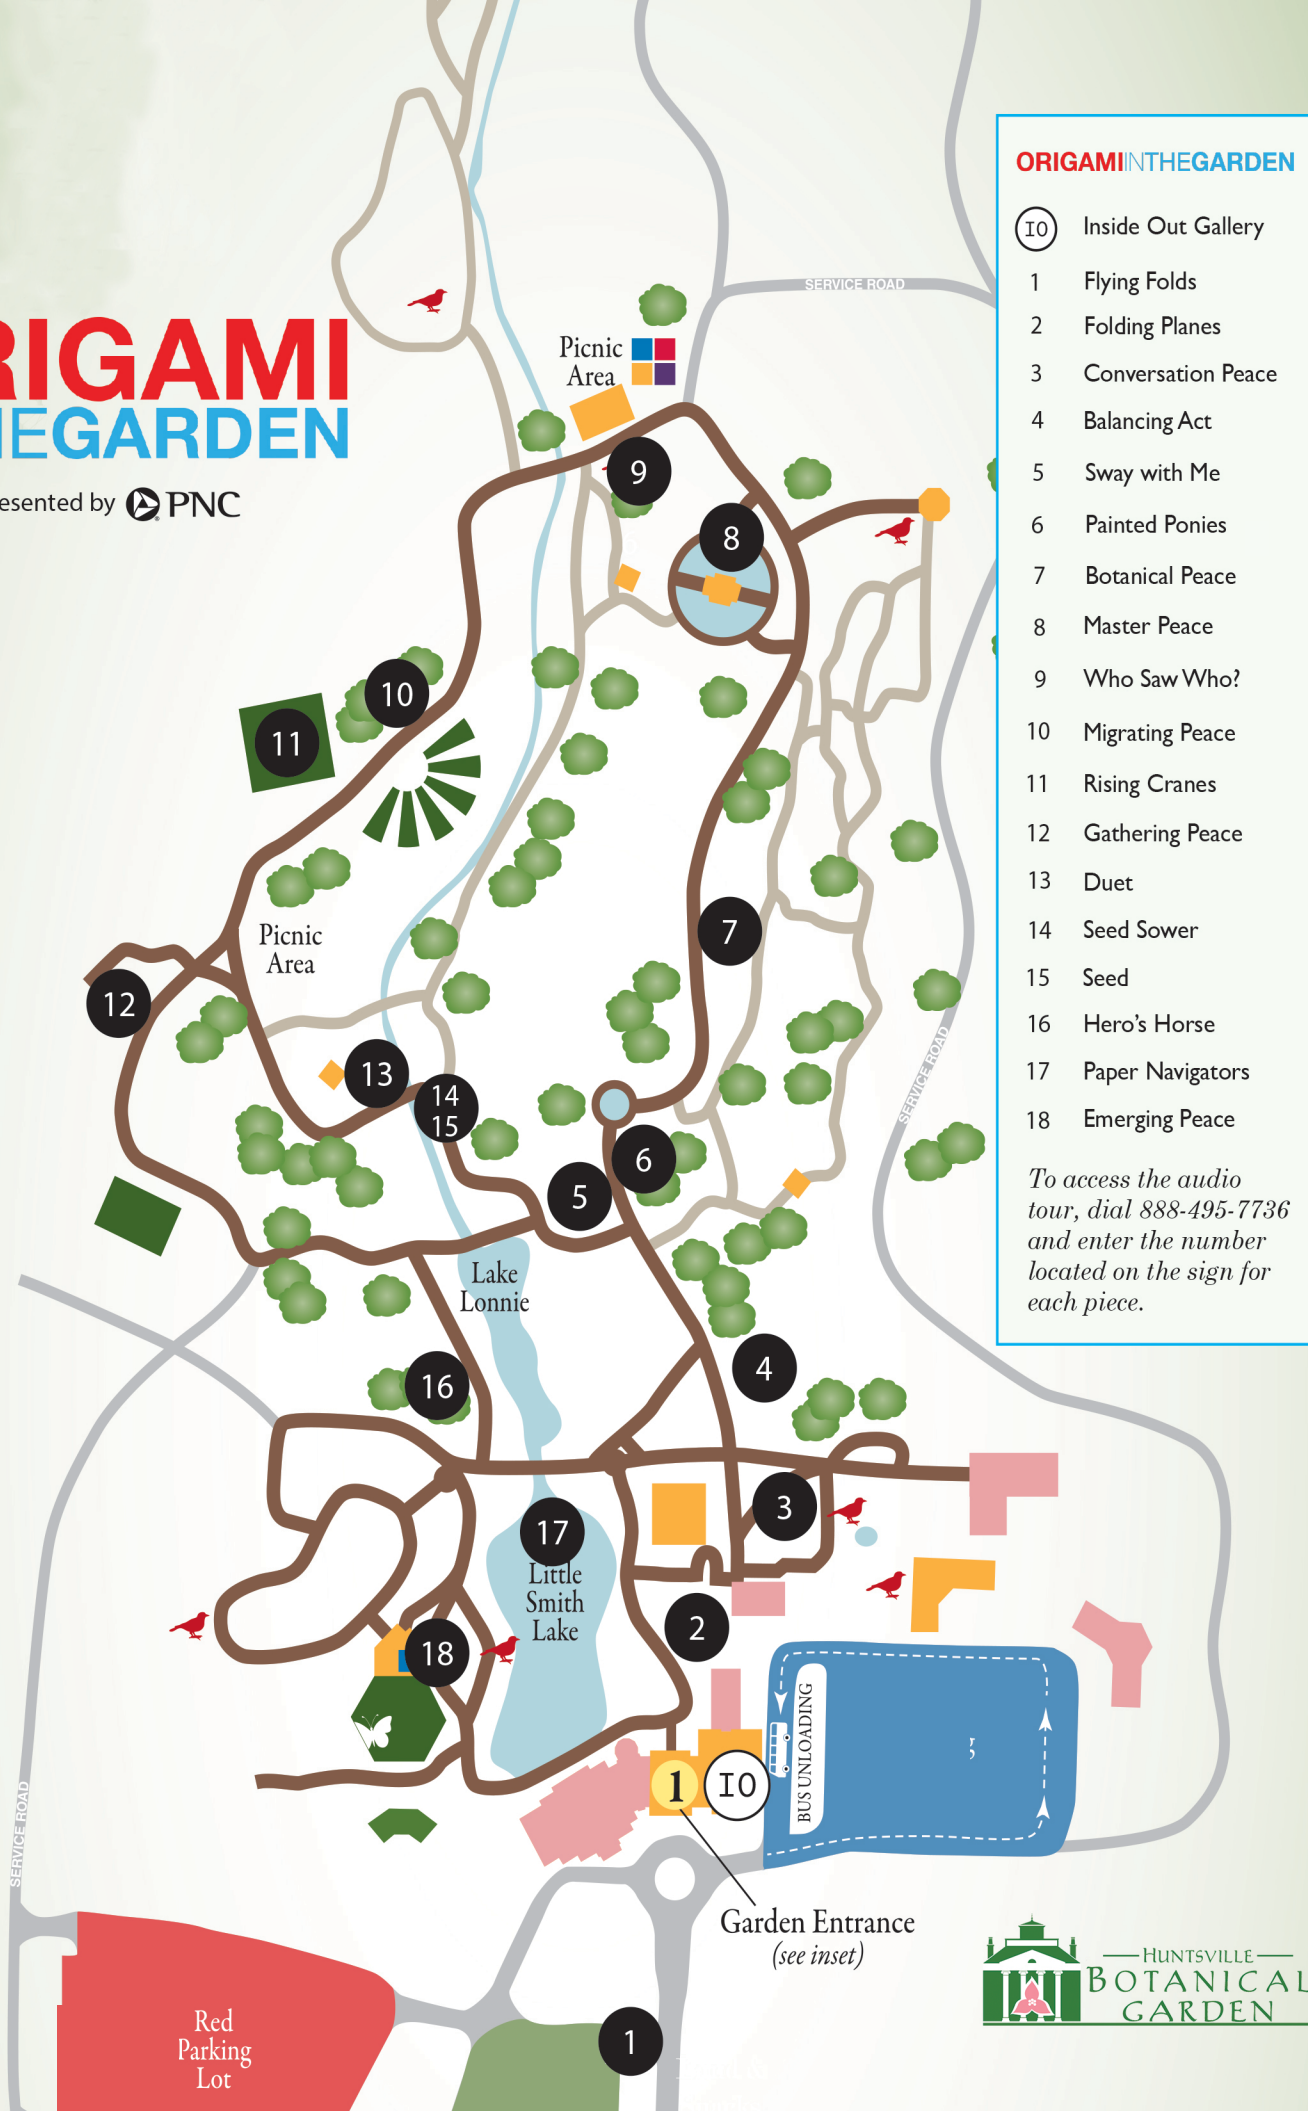 RIGAMI
HEGARDEN
esented by PNC
SERVICE ROAD
Picnic
Area
9
8
10
11
Picnic
Area
7
12
13
14
15
6
5
SERVICE ROAD
Lake
Lonnie
4
16
3
17
Little
Smith
Lake
2
18
BUS UNLOADING
1
IO
SERVICE ROAD
Garden Entrance
(see inset)
Red
Parking
Lot
1
ORIGAMIINTHEGARDEN
IO Inside Out Gallery
1 Flying Folds
2 Folding Planes
3 Conversation Peace
4 Balancing Act
5 Sway with Me
6 Painted Ponies
7 Botanical Peace
8 Master Peace
9 Who Saw Who?
10 Migrating Peace
11 Rising Cranes
12 Gathering Peace
13 Duet
14 Seed Sower
15 Seed
16 Hero's Horse
17 Paper Navigators
18 Emerging Peace
To access the audio
tour, dial 888-495-7736
and enter the number
located on the sign for
each piece.
HUNTSVILLE
BOTANICAL
GARDEN